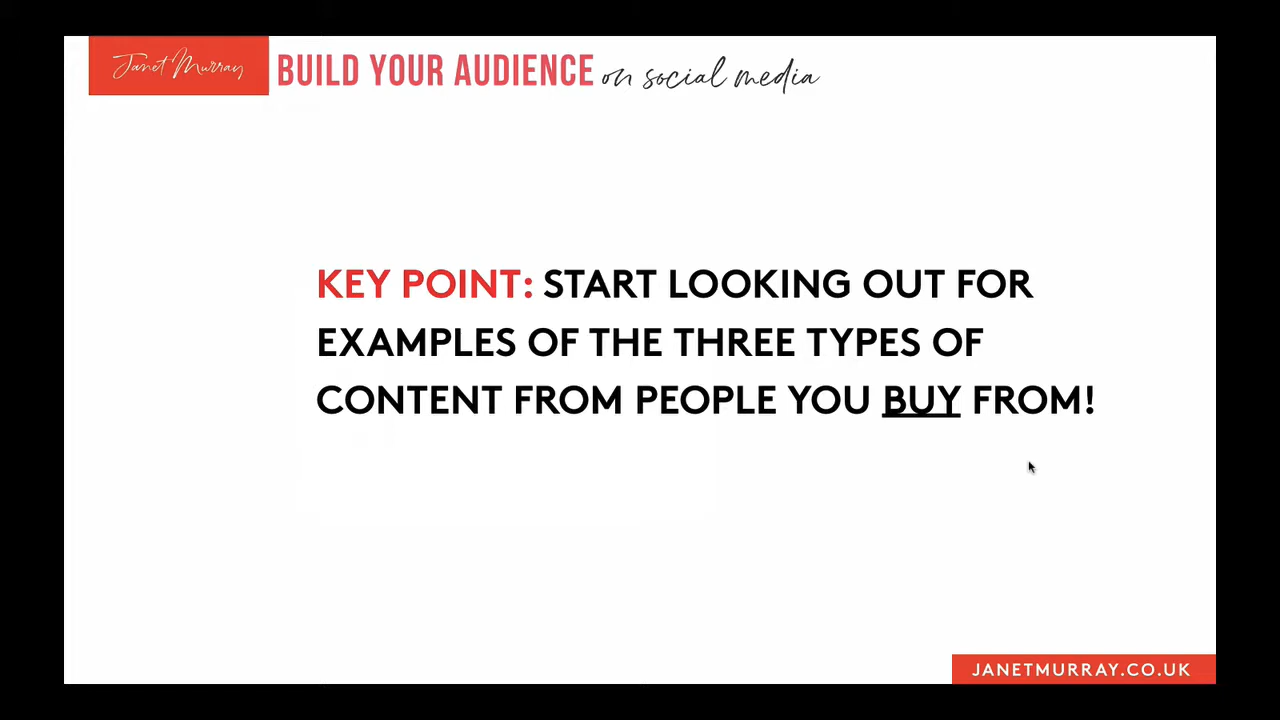 Janet Murray BUILD YOUR AUDIENCE on social media
KEY POINT: START LOOKING OUT FOR
EXAMPLES OF THE THREE TYPES OF
CONTENT FROM PEOPLE YOU BUY FROM!
JANETMURRAY.CO.UK